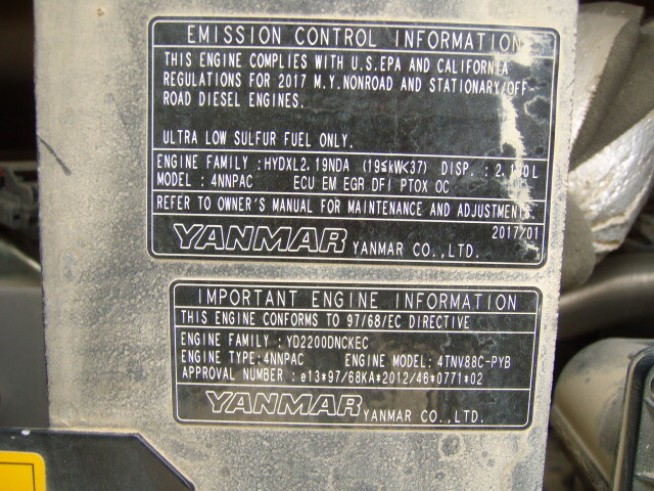 EMISSION CONTROL INFORMATION
THIS ENGINE COMPLIES WITH U.S.EPA AND CALIFORNIA
REGULATIONS FOR 2017 M.Y.NONROAD AND STATIONARY/OFF-
ROAD DIESEL ENGINES.
ULTRA LOW SULFUR FUEL ONLY.
ENGINE FAMILY :HYDXL2.19NDA (19≤kW<37) DISP. :
MODEL : 4NNPAC ECU EM EGR DFI PTOX OC
REFER TO OWNER'S MANUAL FOR MAINTENANCE AND ADJUSTMENTS.
2017/01
YANMAR YANMAR CO.,LTD.
IMPORTANT ENGINE INFORMATION
THIS ENGINE CONFORMS TO 97/68/EC DIRECTIVE
ENGINE FAMILY : YD2200DNCKEC
ENGINE TYPE:4NNPAC ENGINE MODEL: 4TNV88C-PYB
APPROVAL NUMBER : e13*97/68KA*2012/46*0771*02
YANMAR YANMAR CO.,LTD.